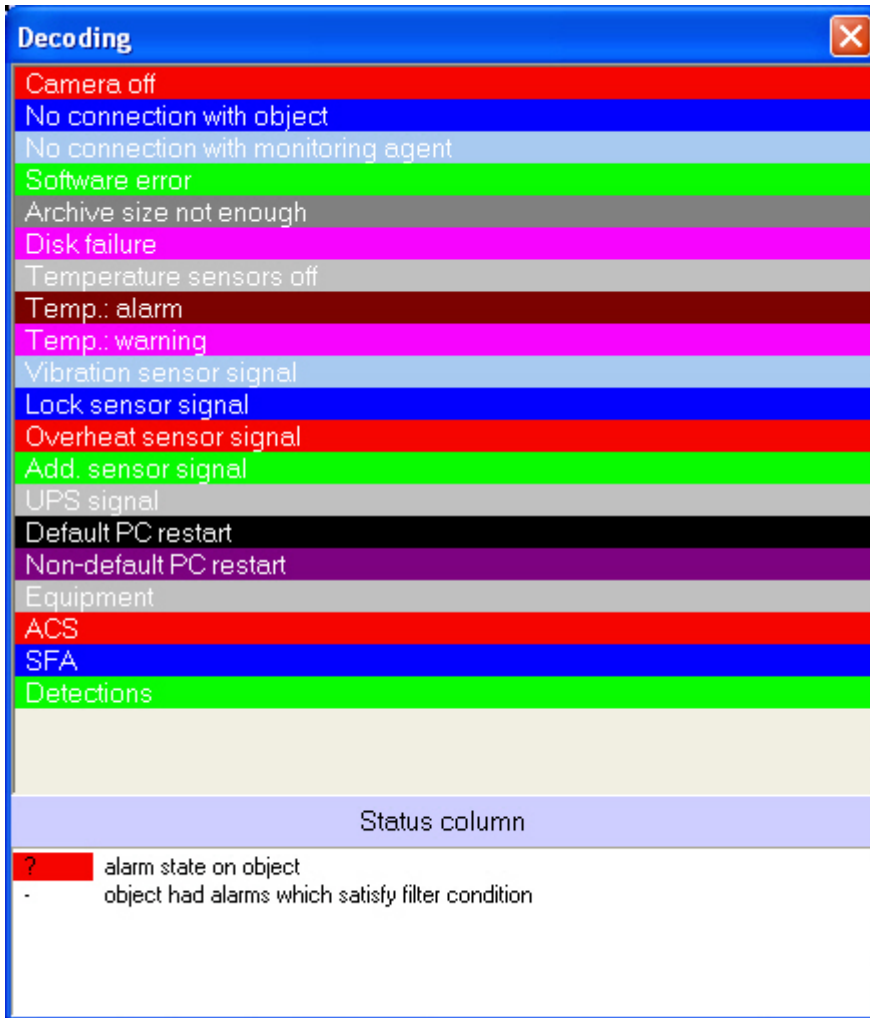 Decoding
Camera off
No connection with object
No connection with monitoring agent
Software error
Archive size not enough
Disk failure
Temperature sensors off
Temp.: alarm
Temp.: warning
Vibration sensor signal
Lock sensor signal
Overheat sensor signal
Add. sensor signal
UPS signal
Default PC restart
Non-default PC restart
Equipment
ACS
SFA
Detections
Status column
? alarm state on object
- object had alarms which satisfy filter condition